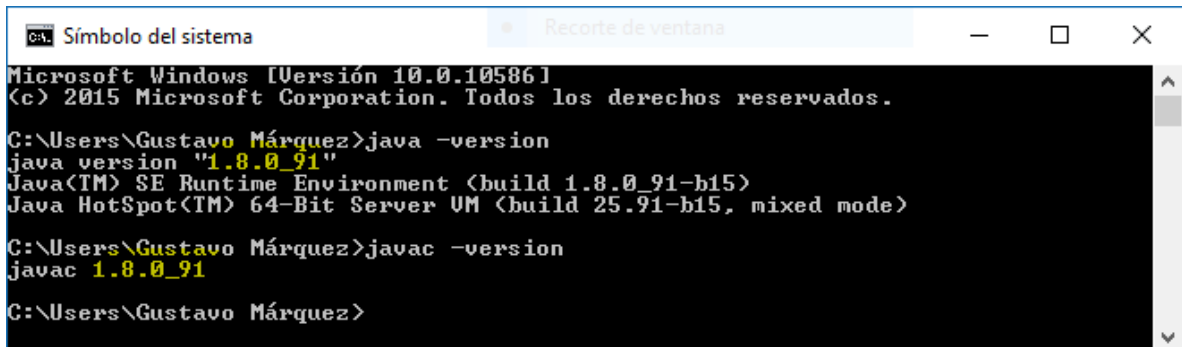 Símbolo del sistema
Recorte de ventana
Microsoft Windows [Versión 10.0.10586]
(c) 2015 Microsoft Corporation. Todos los derechos reservados.
C:\Users\Gustavo Márquez>java -version
java version "1.8.0_91"
Java(TM) SE Runtime Environment (build 1.8.0_91-b15)
Java HotSpot(TM) 64-Bit Server VM (build 25.91-b15, mixed mode)
C:\Users\Gustavo Márquez>javac -version
javac 1.8.0_91
C:\Users\Gustavo Márquez>